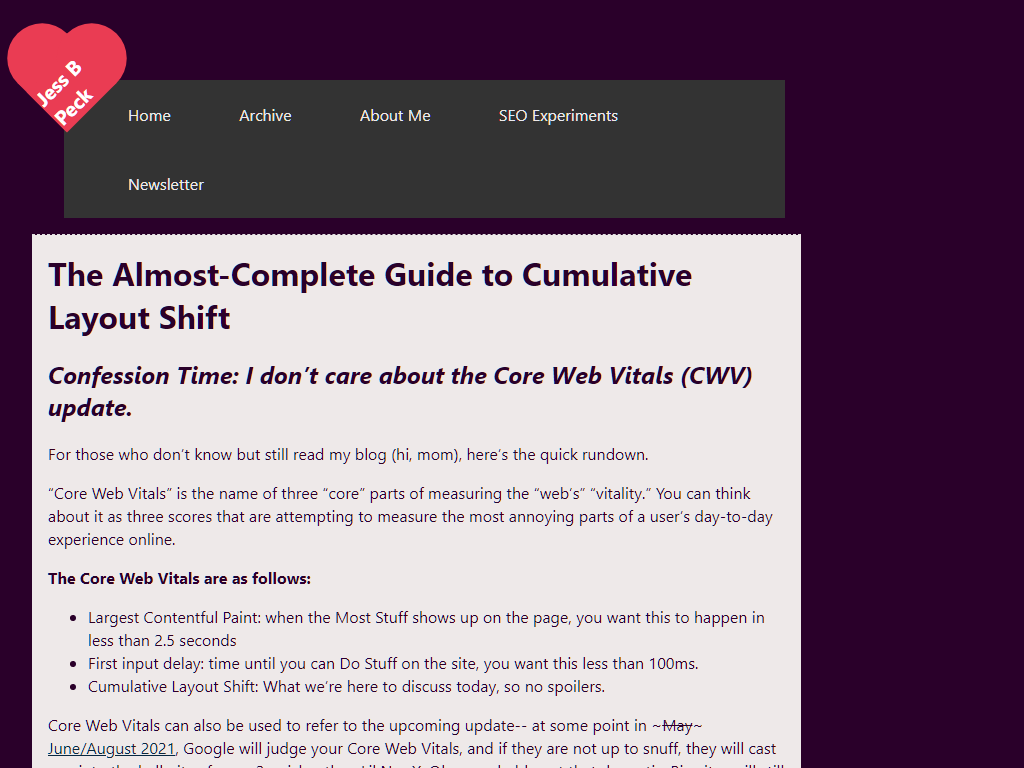 Jess B
Peck
Home
Archive
About Me
SEO Experiments
Newsletter
The Almost-Complete Guide to Cumulative
Layout Shift
Confession Time: I don't care about the Core Web Vitals (CWV)
update.
For those who don't know but still read my blog (hi, mom), here's the quick rundown.
“Core Web Vitals” is the name of three “core” parts of measuring the “web's” “vitality.” You can think
about it as three scores that are attempting to measure the most annoying parts of a user's day-to-day
experience online.
The Core Web Vitals are as follows:
Largest Contentful Paint: when the Most Stuff shows up on the page, you want this to happen in
less than 2.5 seconds
First input delay: time until you can Do Stuff on the site, you want this less than 100ms.
Cumulative Layout Shift: What we're here to discuss today, so no spoilers.
Core Web Vitals can also be used to refer to the upcoming update-- at some point in ~May~
June/August 2021, Google will judge your Core Web Vitals, and if they are not up to snuff, they will cast